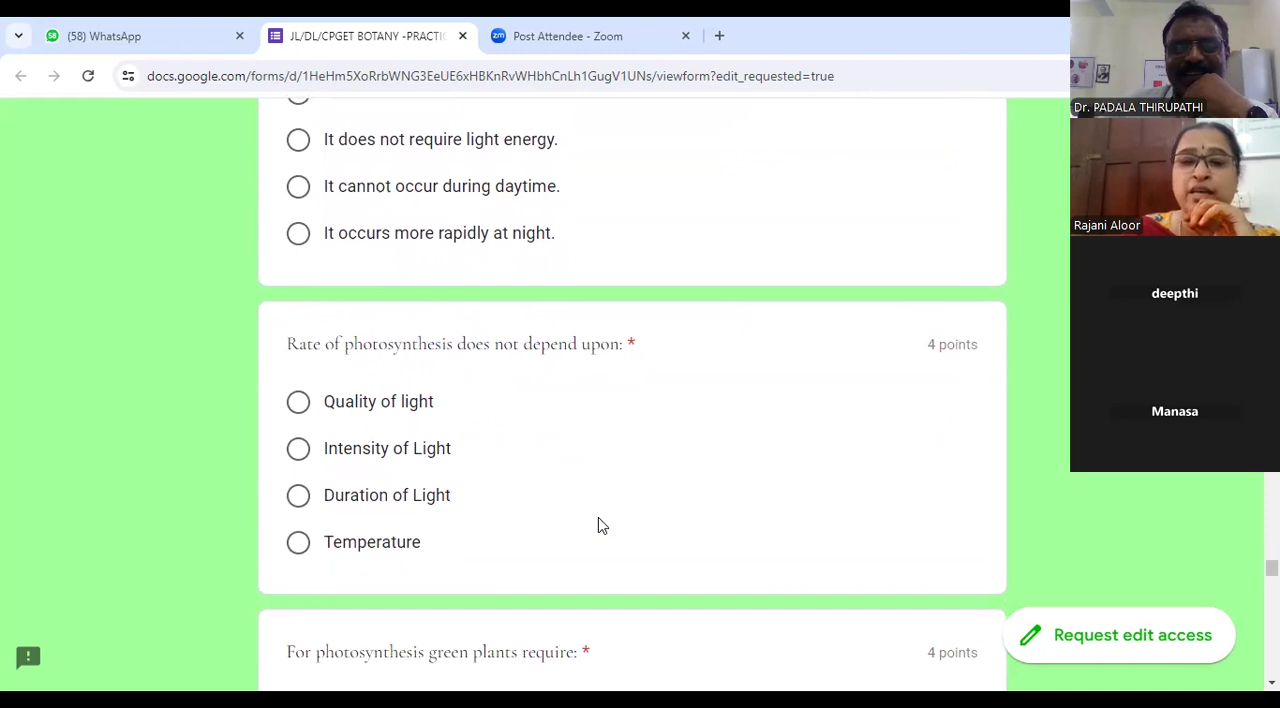 (58) WhatsApp
JL/DL/CPGET BOTANY -PRACTIC
Post Attendee - Zoom
docs.google.com/forms/d/1HeHm5Xc1GWNG3EeUE6xHBKnRvWHbhCnLh1GugV1UNs/viewform?edit_requested=true
Dr. PADALA THIRUPATHI
Rajani Aloor
deepthi
Manasa
It does not require light energy.
It cannot occur during daytime.
It occurs more rapidly at night.
Rate of photosynthesis does not depend upon: *
4 points
Quality of light
Intensity of Light
Duration of Light
Temperature
Request edit access
For photosynthesis green plants require: *
4 points